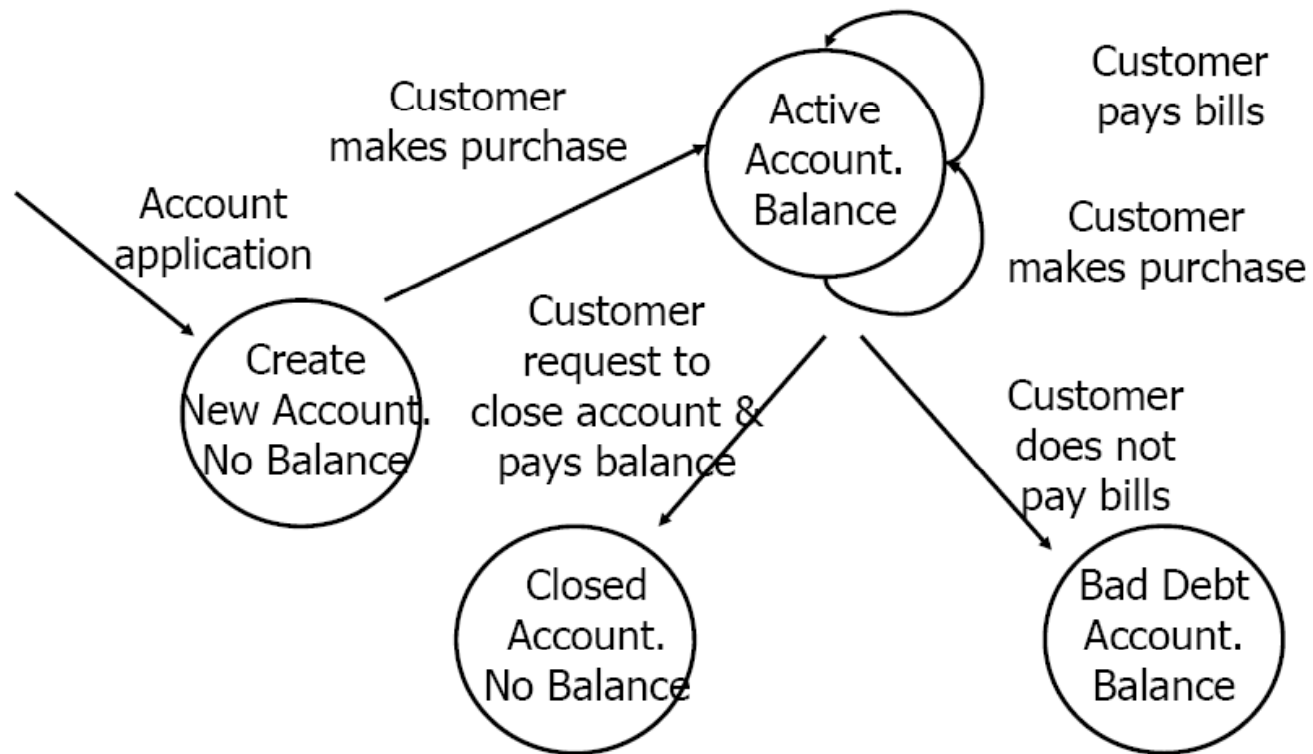 Customer
makes purchase
Account
application
Active
Account.
Balance
Customer
pays bills
Customer
makes purchase
Create
New Account.
No Balance
Customer
request to
close account &
pays balance
Customer
does not
pay bills
Closed
Account.
No Balance
Bad Debt
Account.
Balance